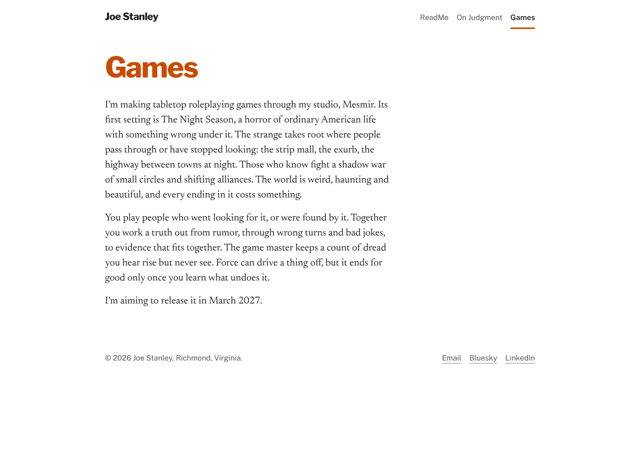 Joe Stanley
ReadMe On Judgment Games
Games
I'm making tabletop roleplaying games through my studio, Mesmir. Its
first setting is The Night Season, a horror of ordinary American life
with something wrong under it. The strange takes root where people
pass through or have stopped looking: the strip mall, the exurb, the
highway between towns at night. Those who know fight a shadow war
of small circles and shifting alliances. The world is weird, haunting and
beautiful, and every ending in it costs something.
You play people who went looking for it, or were found by it. Together
you work a truth out from rumor, through wrong turns and bad jokes,
to evidence that fits together. The game master keeps a count of dread
you hear rise but never see. Force can drive a thing off, but it ends for
good only once you learn what undoes it.
I'm aiming to release it in March 2027.
© 2026 Joe Stanley, Richmond, Virginia.
Email Bluesky LinkedIn